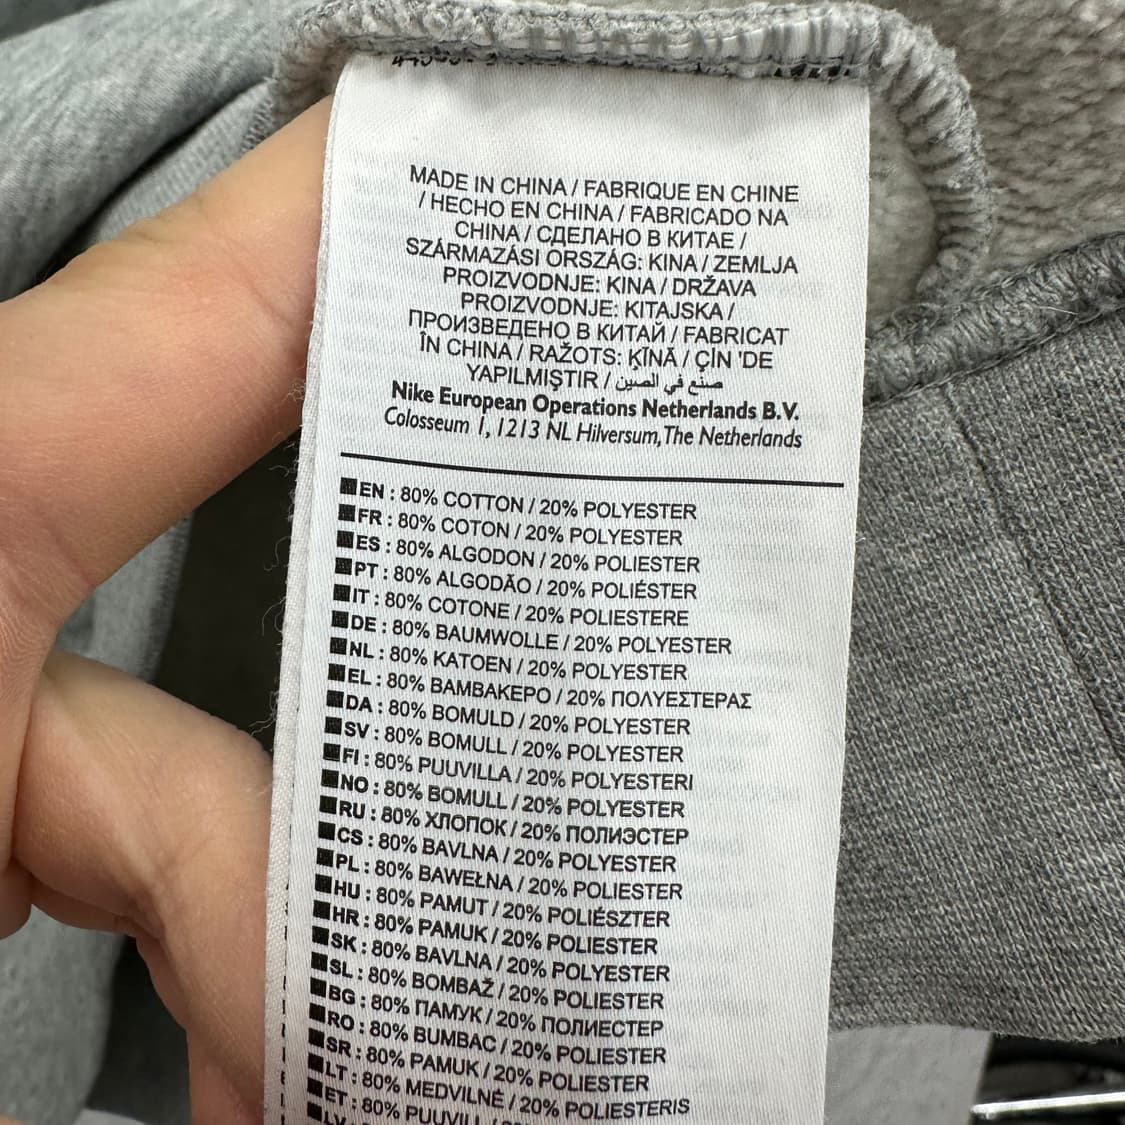 MADE IN CHINA / FABRIQUE EN CHINE
/ HECHO EN CHINA / FABRICADO NA
CHINA / СДЕЛАНО В КИТАЕ /
SZÁRMAZÁSI ORSZÁG: KINA / ZEMLJA
PROIZVODNJE: KINA / DRŽAVA
PROIZVODNJE: KITAJSKA /
ПРОИЗВЕДЕНО В КИТАЙ / FABRICAT
ÎN CHINA / RAŽOTS: ĶĪNĀ / ÇİN 'DE
YAPILMIŞTIR / صنع في الصين
Nike European Operations Netherlands B.V.
Colosseum 1, 1213 NL Hilversum, The Netherlands
EN : 80% COTTON / 20% POLYESTER
FR : 80% COTON / 20% POLYESTER
ES : 80% ALGODON / 20% POLIESTER
PT : 80% ALGODÃO / 20% POLIÉSTER
IT : 80% COTONE / 20% POLIESTERE
DE : 80% BAUMWOLLE / 20% POLYESTER
NL : 80% KATOEN / 20% POLYESTER
EL : 80% ΒΑΜΒΑΚΕΡΟ / 20% ΠΟΛΥΕΣΤΕΡΑΣ
DA : 80% BOMULD / 20% POLYESTER
SV : 80% BOMULL / 20% POLYESTER
FI : 80% PUUVILLA / 20% POLYESTERI
NO : 80% BOMULL / 20% POLYESTER
RU : 80% ХЛОПОК / 20% ПОЛИЭСТЕР
CS : 80% BAVLNA / 20% POLYESTER
PL : 80% BAWEŁNA / 20% POLIESTER
HU : 80% PAMUT / 20% POLIÉSZTER
HR : 80% PAMUK / 20% POLIESTER
SK : 80% BAVLNA / 20% POLYESTER
SL : 80% BOMBAŽ / 20% POLIESTER
BG : 80% ПАМУК / 20% ПОЛИЕСТЕР
RO : 80% BUMBAC / 20% POLIESTER
SR : 80% PAMUK / 20% POLIESTER
LT : 80% MEDVILNĖ / 20% POLIESTERIS
ET : 80%
LV